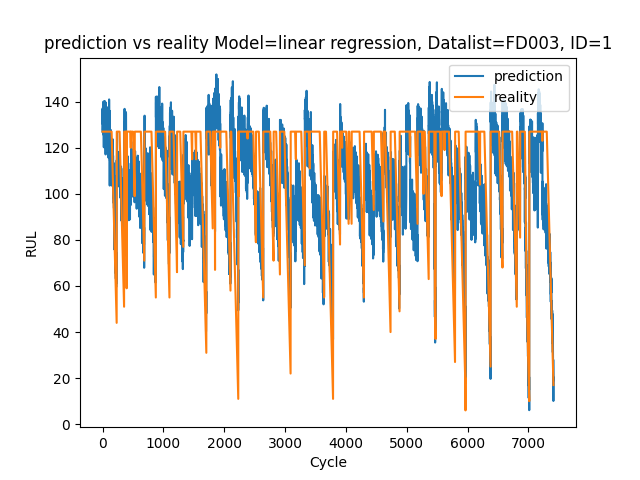 prediction vs reality Model=linear regression, Datalist=FD003, ID=1
prediction
reality
RUL
140
120
100
80
60
40
20
0
0 1000 2000 3000 4000 5000 6000 7000
Cycle